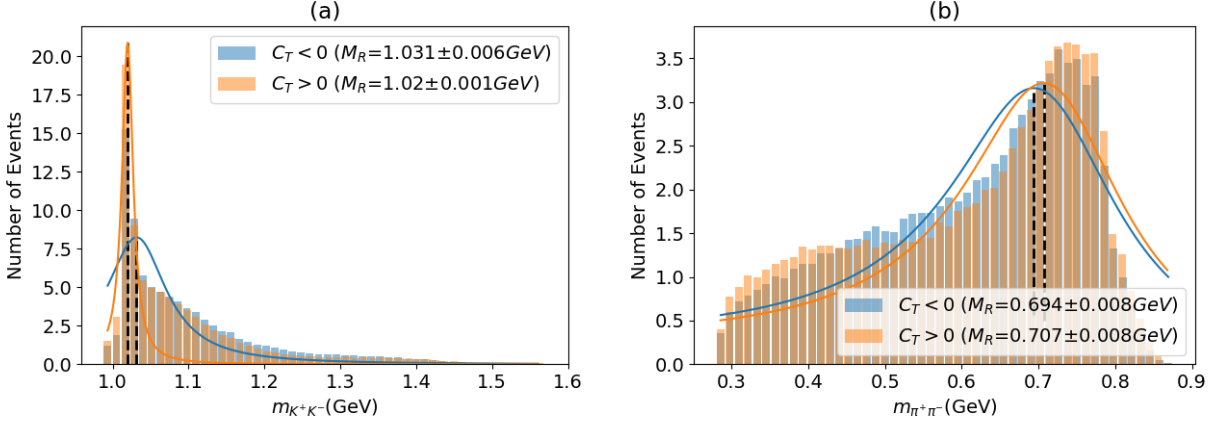 (a)
Number of Events
20.0
17.5
15.0
12.5
10.0
7.5
5.0
2.5
0.0
C_T < 0 (M_R=1.031±0.006GeV)
C_T > 0 (M_R=1.02±0.001GeV)
1.0 1.1 1.2 1.3 1.4 1.5 1.6
m_{K^+K^-}(GeV)
(b)
Number of Events
3.5
3.0
2.5
2.0
1.5
1.0
0.5
0.0
C_T < 0 (M_R=0.694±0.008GeV)
C_T > 0 (M_R=0.707±0.008GeV)
0.3 0.4 0.5 0.6 0.7 0.8 0.9
m_{π^+π^-}(GeV)